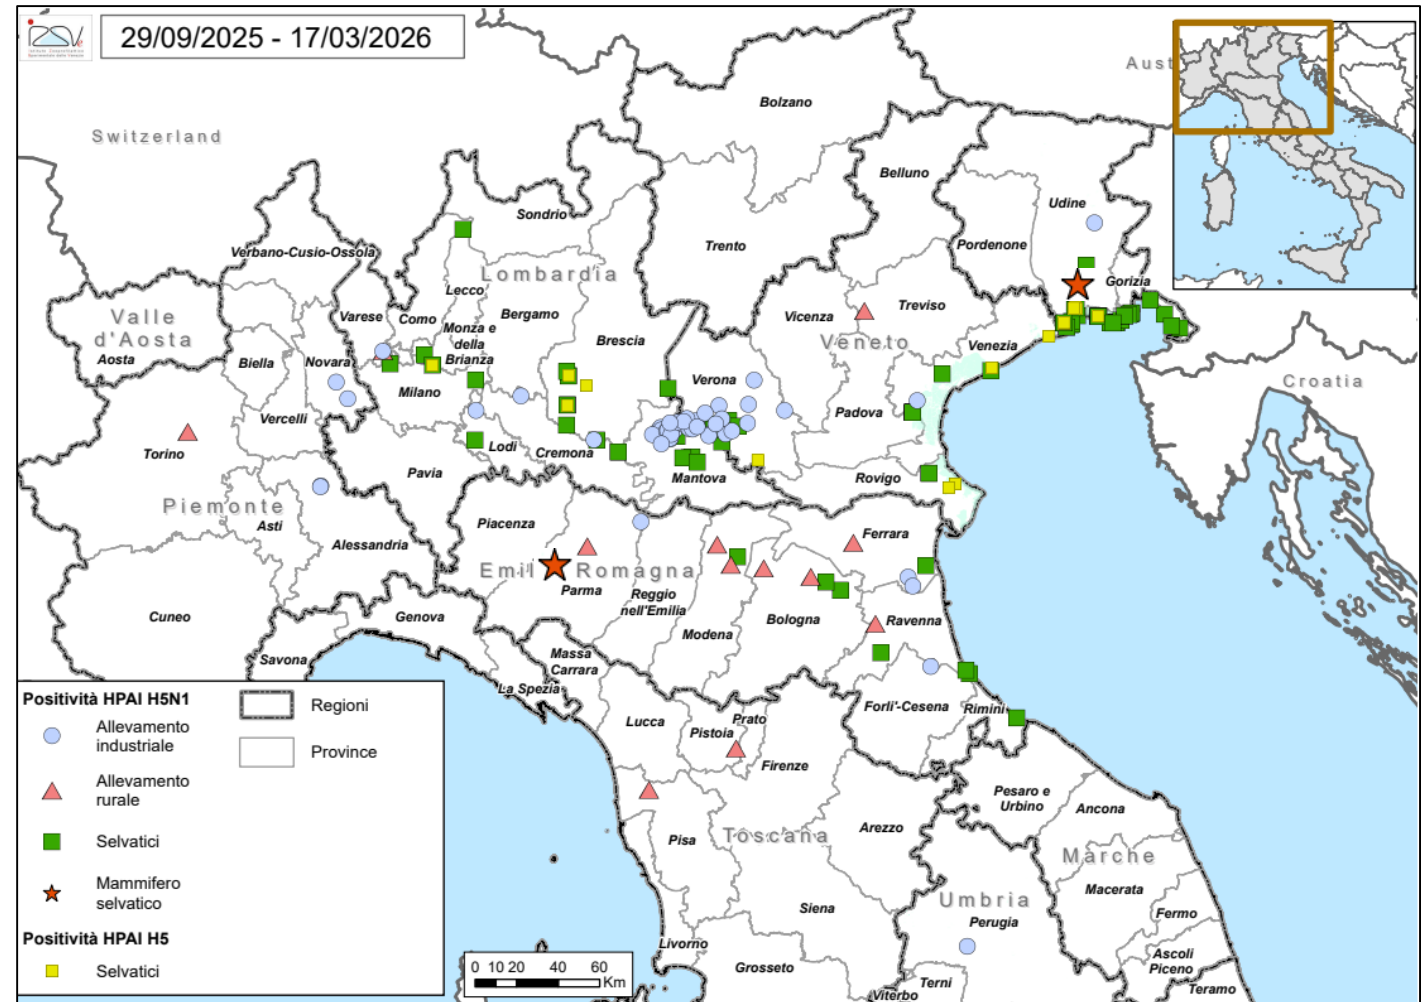 29/09/2025 - 17/03/2026
Aust
Switzerland
Bolzano
Belluno
Udine
Sondrio
Trento
Pordenone
Verbano-Cusio-Ossola
Lombardia
Gorizia
Lecco
Valle
d'Aosta
Aosta
Varese
Como
Bergamo
Vicenza
Treviso
Monza e
della
Brianza
Brescia
Veneto
Venezia
Biella
Novara
Verona
Croatia
Milano
Padova
Vercelli
Torino
Lodi
Cremona
Pavia
Mantova
Rovigo
Piemonte
Asti
Piacenza
Alessandria
Ferrara
Emil
Romagna
Parma
Reggio
nell'Emilia
Cuneo
Genova
Bologna
Ravenna
Modena
Savona
Massa
Carrara
La Spezia
Forli'-Cesena
Rimini
Lucca
Prato
Pistoia
Firenze
Pesaro e
Urbino
Ancona
Pisa
Toscana
Arezzo
Marche
Macerata
Umbria
Perugia
Siena
Fermo
Livorno
Grosseto
Ascoli
Piceno
Terni
Viterbo
Teramo
Positività HPAI H5N1
Allevamento
industriale
Allevamento
rurale
Selvatici
Mammifero
selvatico
Positività HPAI H5
Selvatici
Regioni
Province
0 10 20 40 60
Km